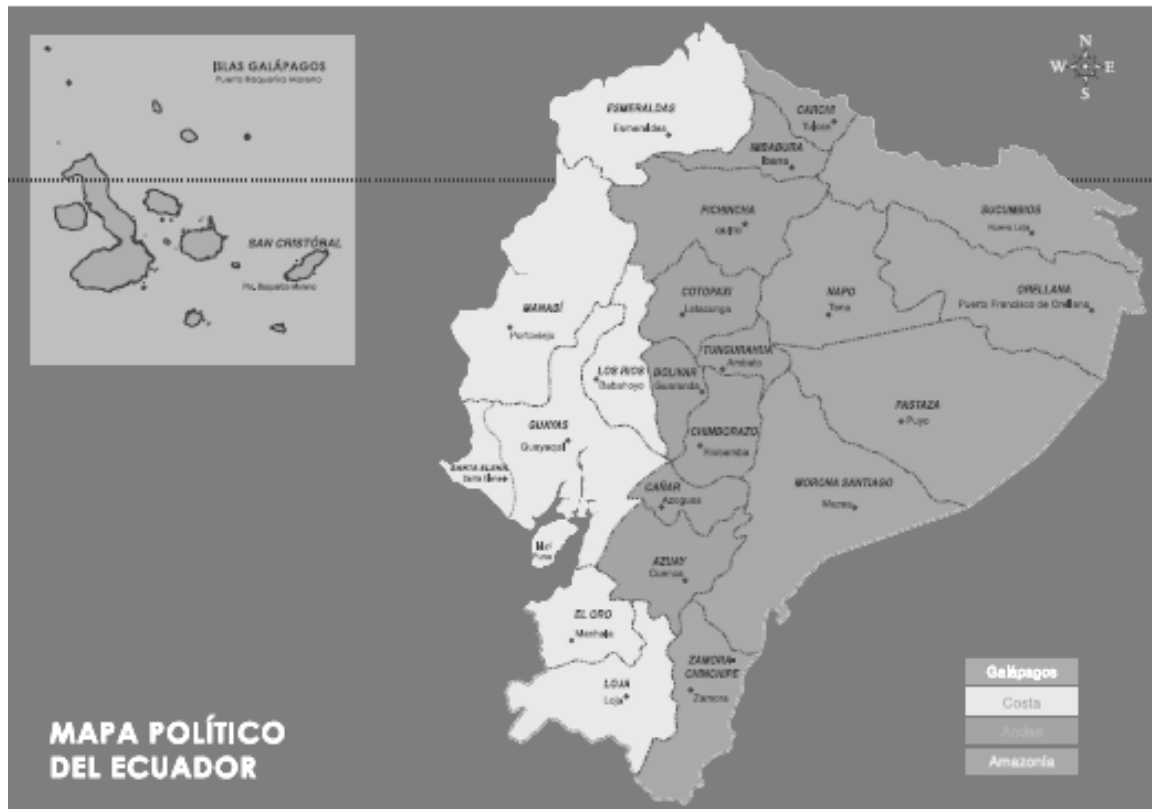 ISLAS GALÁPAGOS
Puerto Baquerizo Moreno
SAN CRISTÓBAL
Pto. Baquerizo Moreno
N
W E
S
ESMERALDAS
Esmeraldas
CARCHI
Tulcan
IMBABURA
Ibarra
PICHINCHA
QUITO
SUCUMBIOS
Nueva Loja
COTOPAXI
Latacunga
NAPO
Tena
ORELLANA
Puerto Francisco de Orellana
MANABÍ
Portoviejo
TUNGURAHUA
Ambato
LOS RIOS
Babahoyo
BOLIVAR
Guaranda
PASTAZA
Puyo
GUAYAS
Guayaquil
CHIMBORAZO
Riobamba
SANTA ELENA
Santa Elena
CAÑAR
Azogues
MORONA SANTIAGO
Macas
Puna
AZUAY
Cuenca
EL ORO
Machala
ZAMORA
CHINCHIPE
Zamora
LOJA
Loja
Galápagos
Costa
Andes
Amazonía
MAPA POLÍTICO
DEL ECUADOR